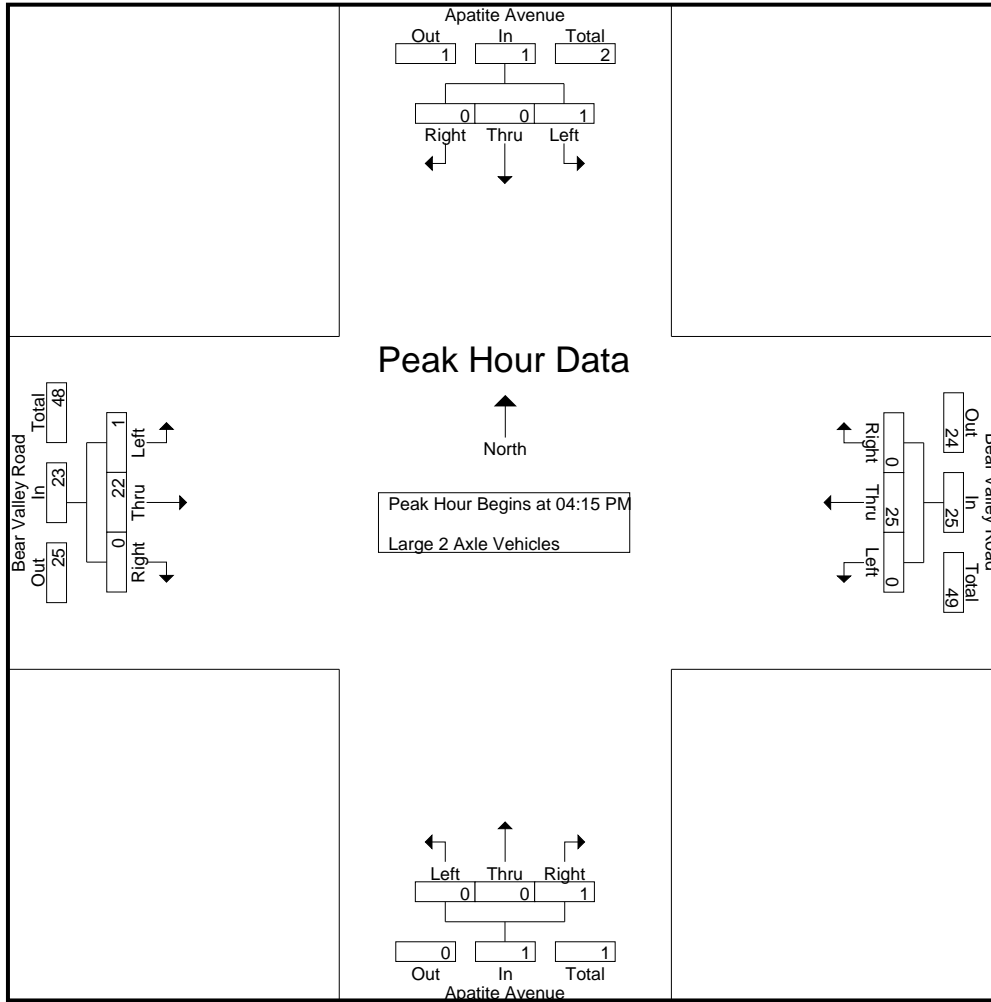 Apatite Avenue
Out In Total
1 1 2
0 0 1
Right Thru Left
Peak Hour Data
North
Peak Hour Begins at 04:15 PM
Large 2 Axle Vehicles
Bear Valley Road
Total In Out
48 23 25
1 22 0
Left Thru Right
Bear Valley Road
Out In Total
24 25 49
0 25 0
Right Thru Left
Left Thru Right
0 0 1
0 1 1
Out In Total
Apatite Avenue